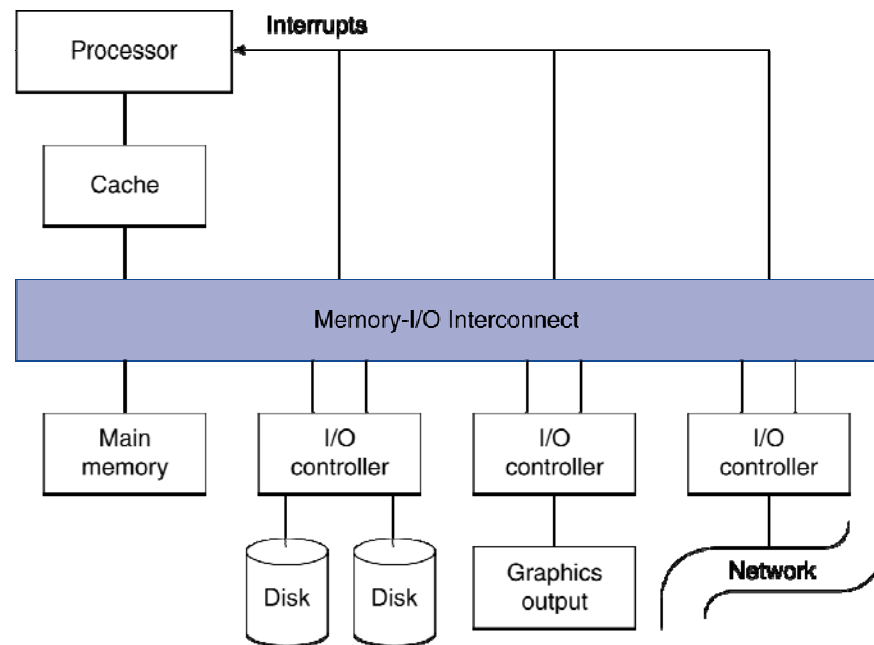 Interrupts
Processor
Cache
Memory-I/O Interconnect
Main
memory
I/O
controller
I/O
controller
I/O
controller
Disk
Disk
Graphics
output
Network